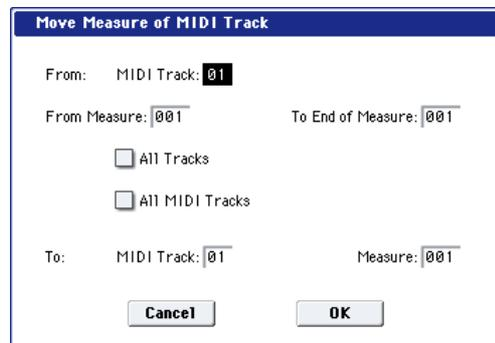 Move Measure of MIDI Track
From: MIDI Track: 01
From Measure: 001 To End of Measure: 001
All Tracks
All MIDI Tracks
To: MIDI Track: 01 Measure: 001
Cancel OK